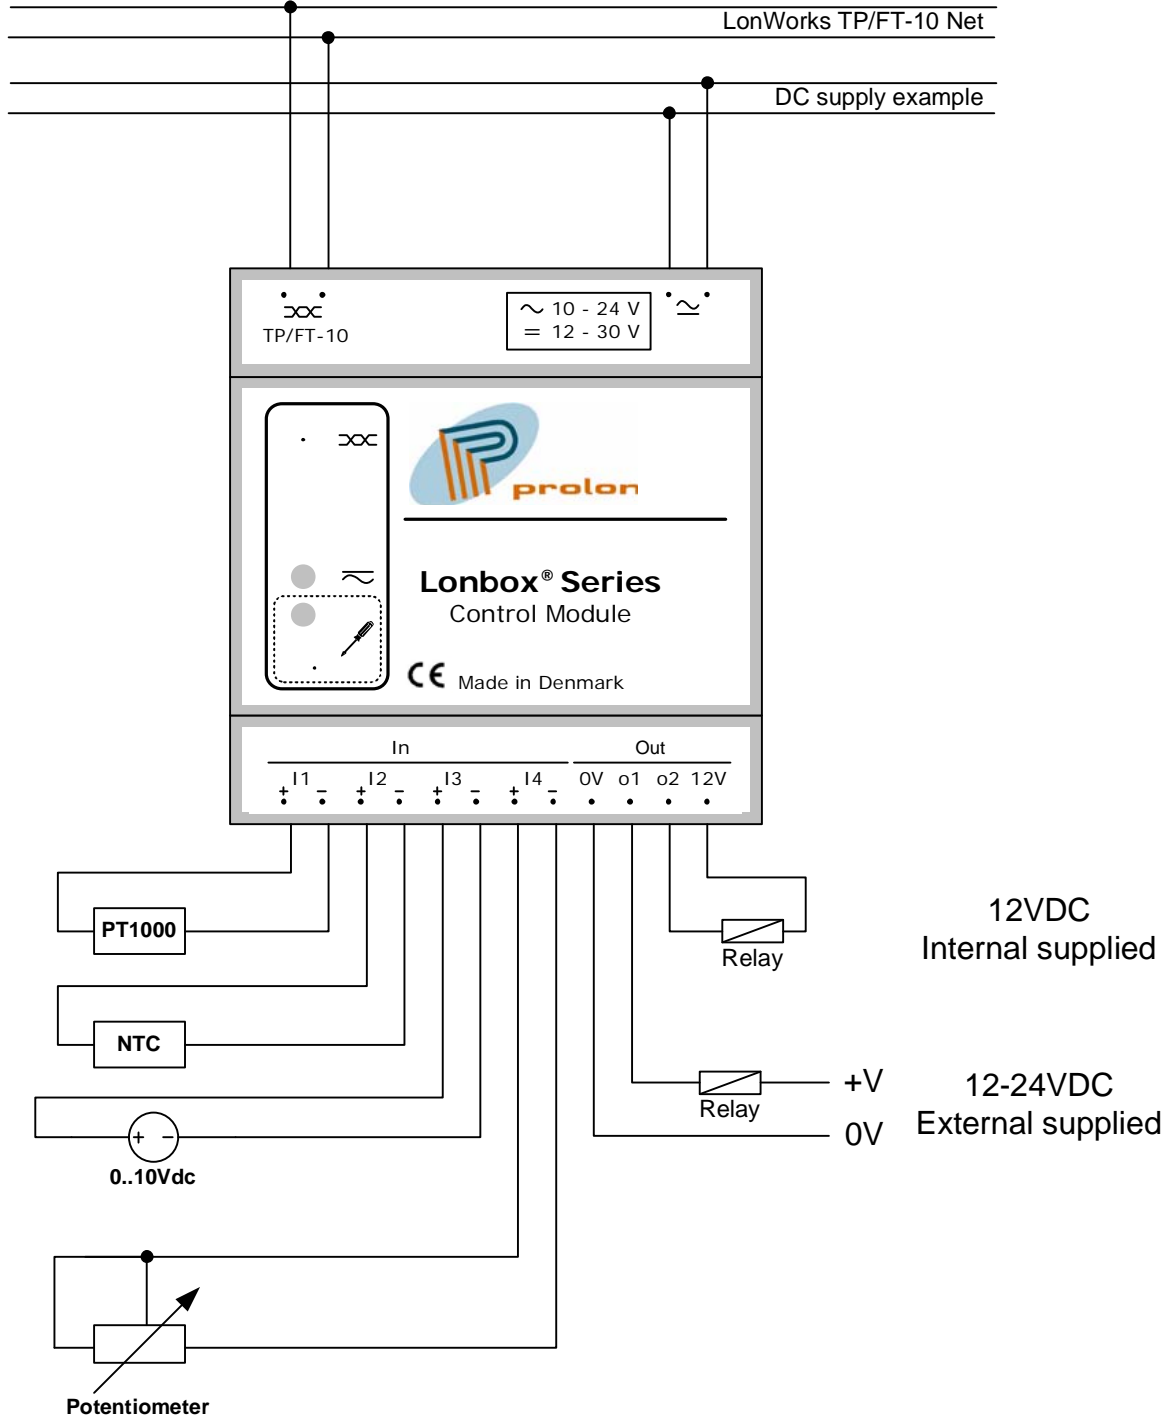 LonWorks TP/FT-10 Net
DC supply example
TP/FT-10
~ 10 - 24 V
= 12 - 30 V
prolon
Lonbox® Series
Control Module
CE Made in Denmark
In Out
I1 I2 I3 I4 0V o1 o2 12V
+ - + - + - + -
PT1000
Relay
12VDC
Internal supplied
NTC
Relay
+V
0V
12-24VDC
External supplied
+ -
0..10Vdc
Potentiometer